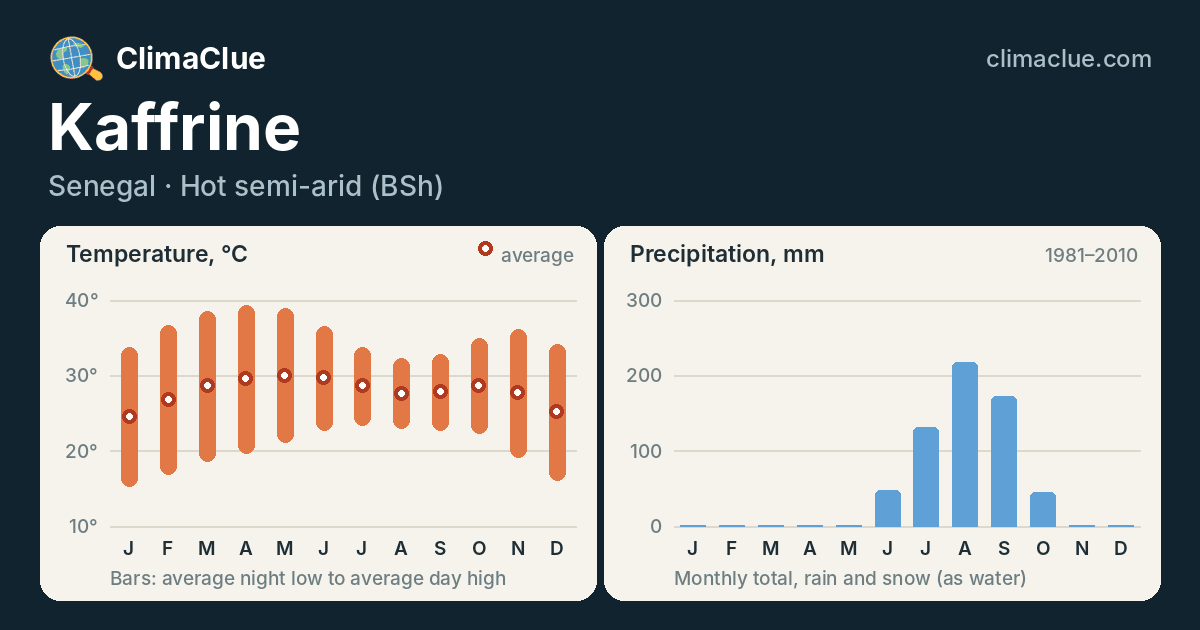 ClimaClue
climaclue.com
Kaffrine
Senegal · Hot semi-arid (BSh)
Temperature, °C
average
40°
30°
20°
10°
J F M A M J J A S O N D
Bars: average night low to average day high
Precipitation, mm
1981–2010
300
200
100
0
J F M A M J J A S O N D
Monthly total, rain and snow (as water)